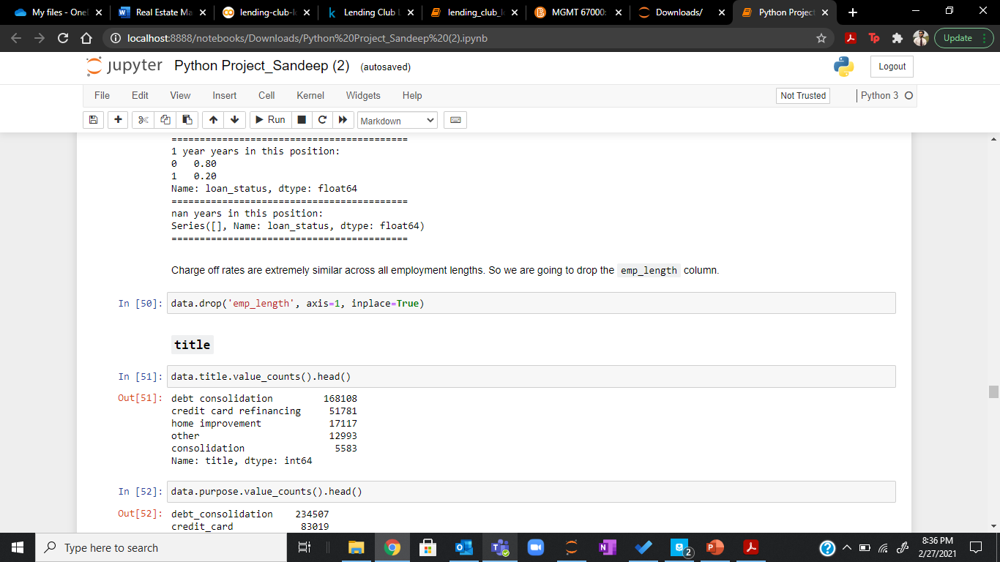 My files - OneD
Real Estate Ma
lending-club-lo
Lending Club L
lending_club_lo
MGMT 67000:
Downloads/
Python Project
localhost:8888/notebooks/Downloads/Python%20Project_Sandeep%20(2).ipynb
Update
jupyter Python Project_Sandeep (2) (autosaved)
Logout
File Edit View Insert Cell Kernel Widgets Help
Not Trusted
Python 3
Run
Markdown
==========================================
1 year years in this position:
0 0.80
1 0.20
Name: loan_status, dtype: float64
==========================================
nan years in this position:
Series([], Name: loan_status, dtype: float64)
==========================================
Charge off rates are extremely similar across all employment lengths. So we are going to drop the emp_length column.
In [50]: data.drop('emp_length', axis=1, inplace=True)
title
In [51]: data.title.value_counts().head()
Out[51]: debt consolidation 168108
credit card refinancing 51781
home improvement 17117
other 12993
consolidation 5583
Name: title, dtype: int64
In [52]: data.purpose.value_counts().head()
Out[52]: debt_consolidation 234507
credit_card 83019
Type here to search
2
8:36 PM
2/27/2021